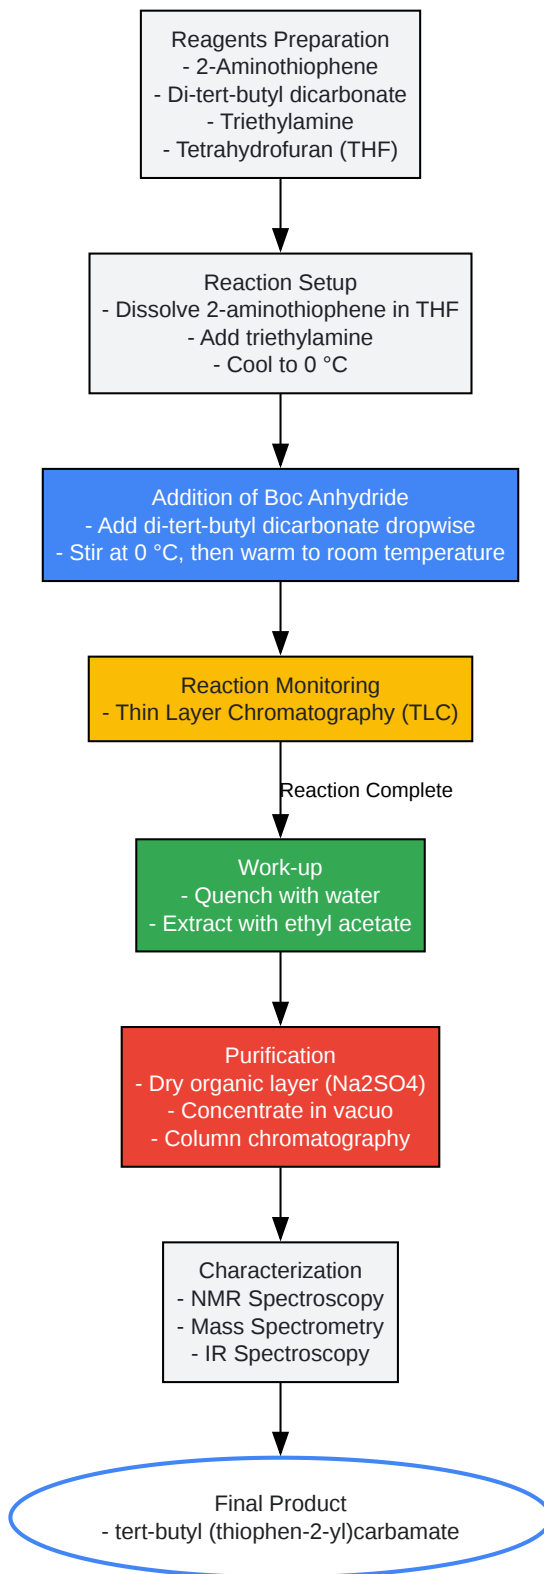 Reagents Preparation
- 2-Aminothiophene
- Di-tert-butyl dicarbonate
- Triethylamine
- Tetrahydrofuran (THF)
Reaction Setup
- Dissolve 2-aminothiophene in THF
- Add triethylamine
- Cool to 0 °C
Addition of Boc Anhydride
- Add di-tert-butyl dicarbonate dropwise
- Stir at 0 °C, then warm to room temperature
Reaction Monitoring
- Thin Layer Chromatography (TLC)
Reaction Complete
Work-up
- Quench with water
- Extract with ethyl acetate
Purification
- Dry organic layer (Na2SO4)
- Concentrate in vacuo
- Column chromatography
Characterization
- NMR Spectroscopy
- Mass Spectrometry
- IR Spectroscopy
Final Product
- tert-butyl (thiophen-2-yl)carbamate